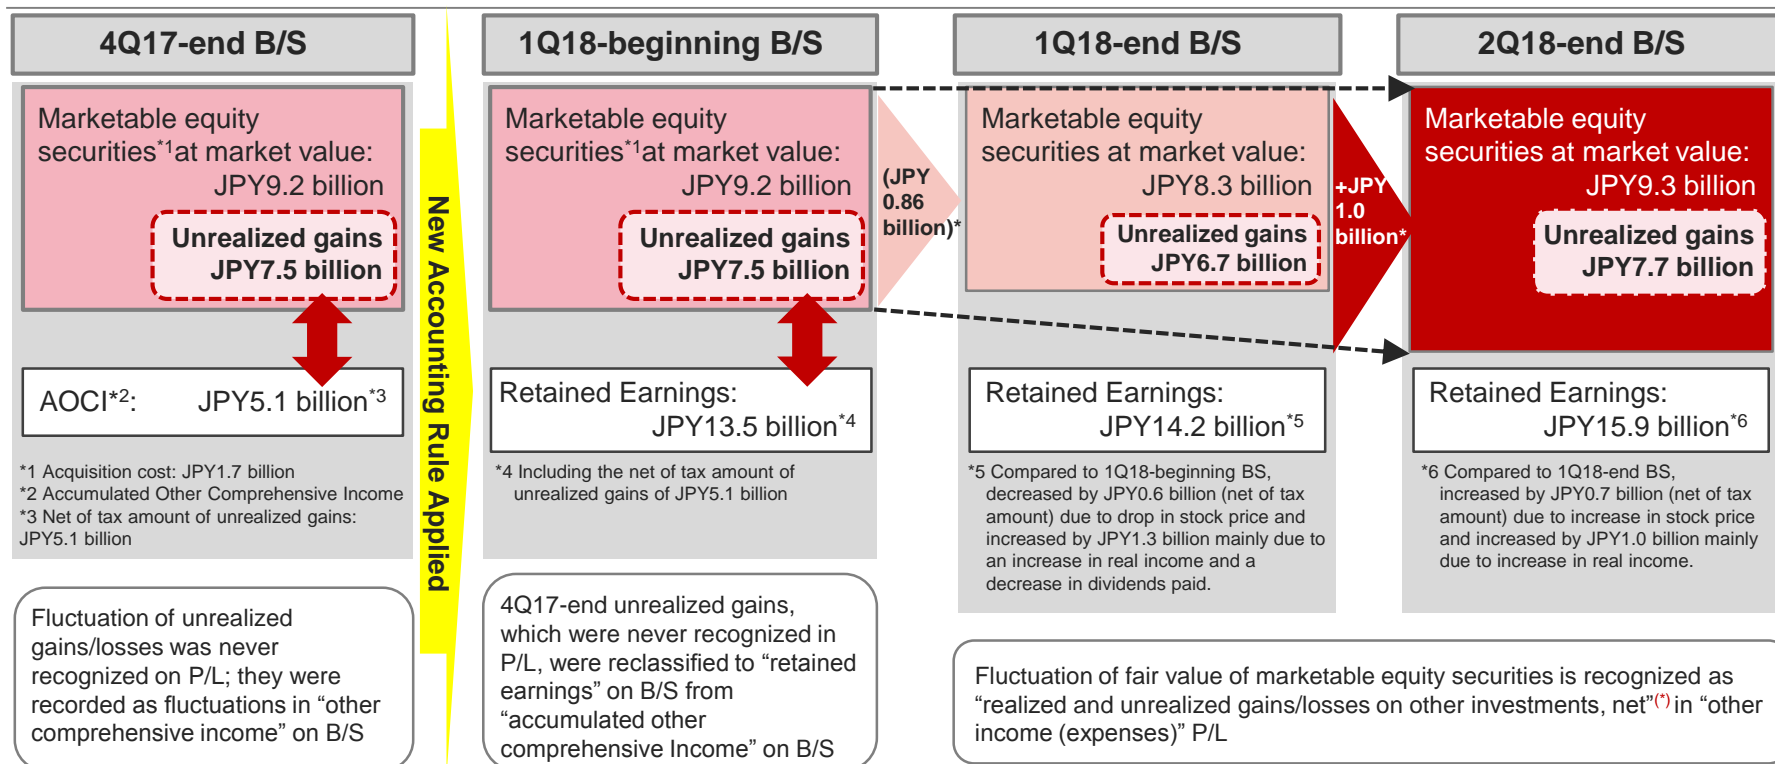 4Q17-end B/S
Marketable equity
securities*1at market value:
JPY9.2 billion
Unrealized gains
JPY7.5 billion
AOCI*2: JPY5.1 billion*3
*1 Acquisition cost: JPY1.7 billion
*2 Accumulated Other Comprehensive Income
*3 Net of tax amount of unrealized gains:
JPY5.1 billion
Fluctuation of unrealized
gains/losses was never
recognized on P/L; they were
recorded as fluctuations in “other
comprehensive income” on B/S
New Accounting Rule Applied
1Q18-beginning B/S
Marketable equity
securities*1at market value:
JPY9.2 billion
Unrealized gains
JPY7.5 billion
Retained Earnings:
JPY13.5 billion*4
*4 Including the net of tax amount of
unrealized gains of JPY5.1 billion
4Q17-end unrealized gains,
which were never recognized in
P/L, were reclassified to “retained
earnings” on B/S from
“accumulated other
comprehensive Income” on B/S
(JPY
0.86
billion)*
1Q18-end B/S
Marketable equity
securities at market value:
JPY8.3 billion
Unrealized gains
JPY6.7 billion
Retained Earnings:
JPY14.2 billion*5
*5 Compared to 1Q18-beginning BS,
decreased by JPY0.6 billion (net of tax
amount) due to drop in stock price and
increased by JPY1.3 billion mainly due to
an increase in real income and a
decrease in dividends paid.
+JPY
1.0
billion*
2Q18-end B/S
Marketable equity
securities at market value:
JPY9.3 billion
Unrealized gains
JPY7.7 billion
Retained Earnings:
JPY15.9 billion*6
*6 Compared to 1Q18-end BS,
increased by JPY0.7 billion (net of tax
amount) due to increase in stock price
and increased by JPY1.0 billion mainly
due to increase in real income.
Fluctuation of fair value of marketable equity securities is recognized as
“realized and unrealized gains/losses on other investments, net”(*) in “other
income (expenses)” P/L